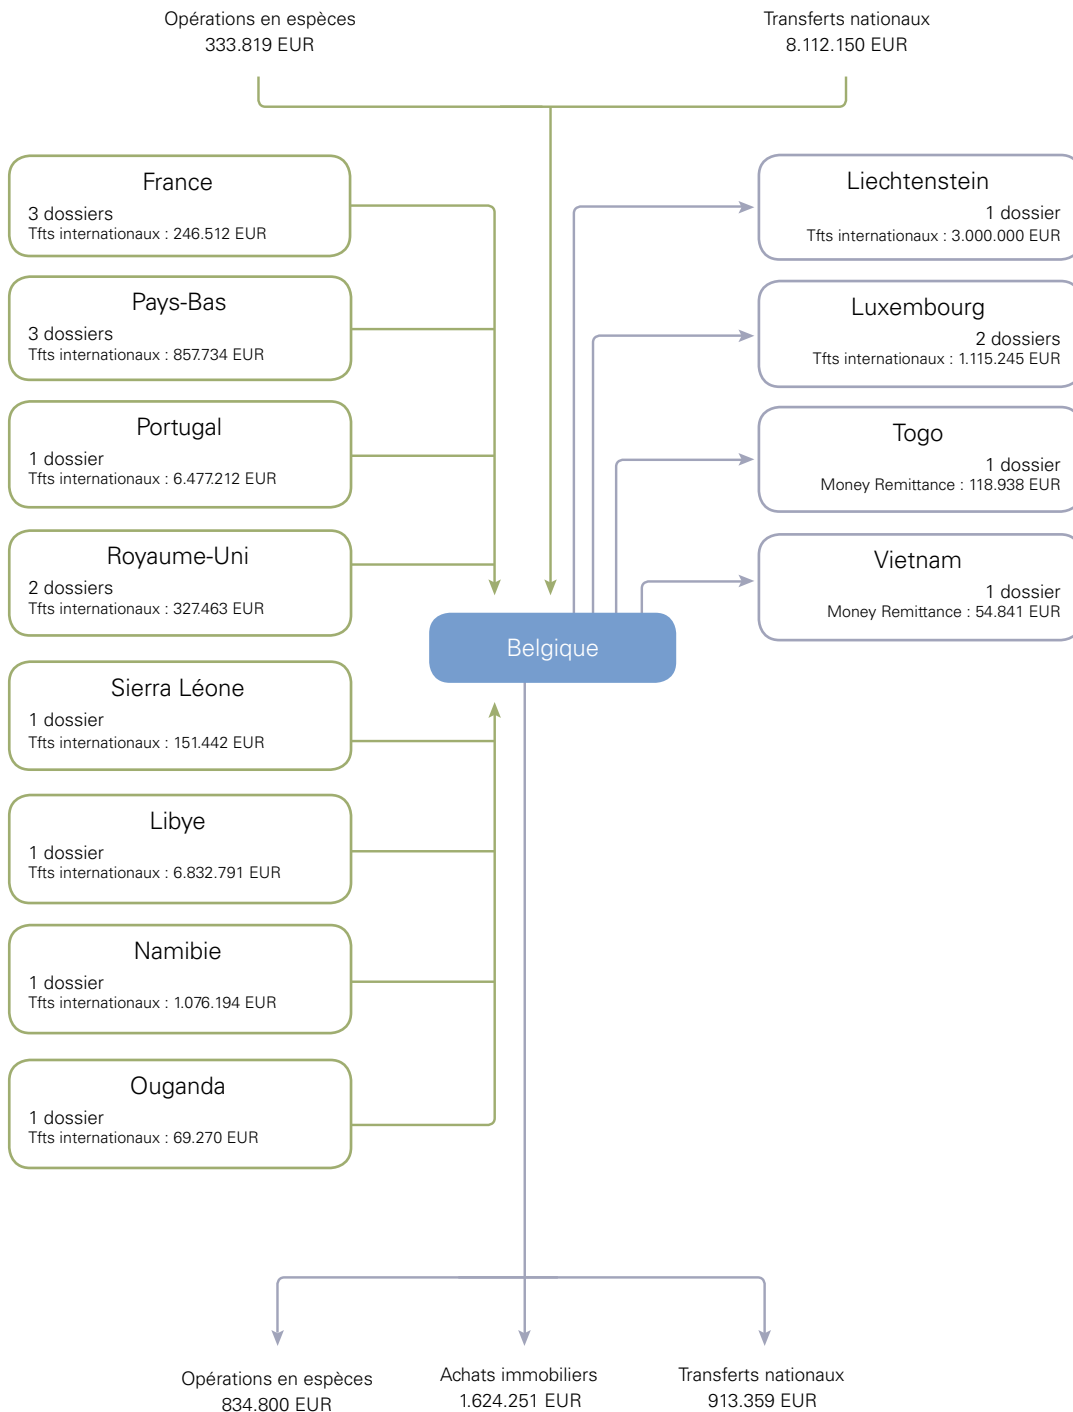 Opérations en espèces
333.819 EUR
Transferts nationaux
8.112.150 EUR
France
3 dossiers
Tfts internationaux : 246.512 EUR
Pays-Bas
3 dossiers
Tfts internationaux : 857.734 EUR
Portugal
1 dossier
Tfts internationaux : 6.477.212 EUR
Royaume-Uni
2 dossiers
Tfts internationaux : 327.463 EUR
Sierra Léone
1 dossier
Tfts internationaux : 151.442 EUR
Libye
1 dossier
Tfts internationaux : 6.832.791 EUR
Namibie
1 dossier
Tfts internationaux : 1.076.194 EUR
Ouganda
1 dossier
Tfts internationaux : 69.270 EUR
Belgique
Liechtenstein
1 dossier
Tfts internationaux : 3.000.000 EUR
Luxembourg
2 dossiers
Tfts internationaux : 1.115.245 EUR
Togo
1 dossier
Money Remittance : 118.938 EUR
Vietnam
1 dossier
Money Remittance : 54.841 EUR
Opérations en espèces
834.800 EUR
Achats immobiliers
1.624.251 EUR
Transferts nationaux
913.359 EUR